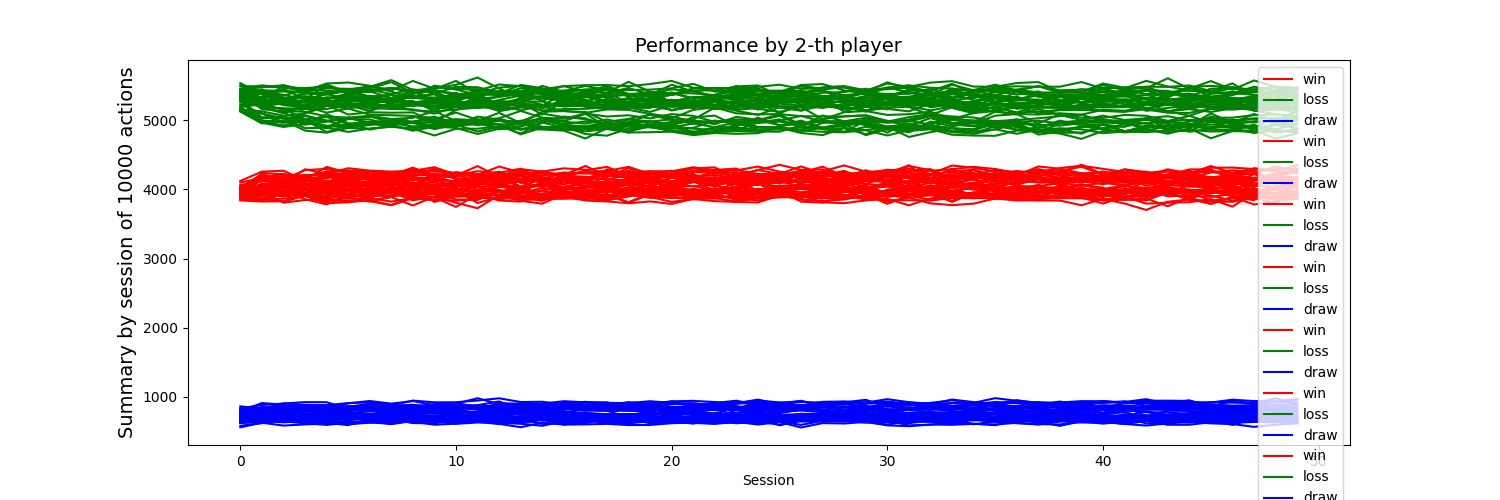 Performance by 2-th player
Summary by session of 10000 actions
5000
4000
3000
2000
1000
0
10
20
30
40
50
Session
win
loss
draw
win
loss
draw
win
loss
draw
win
loss
draw
win
loss
draw
win
loss
draw
win
loss
draw